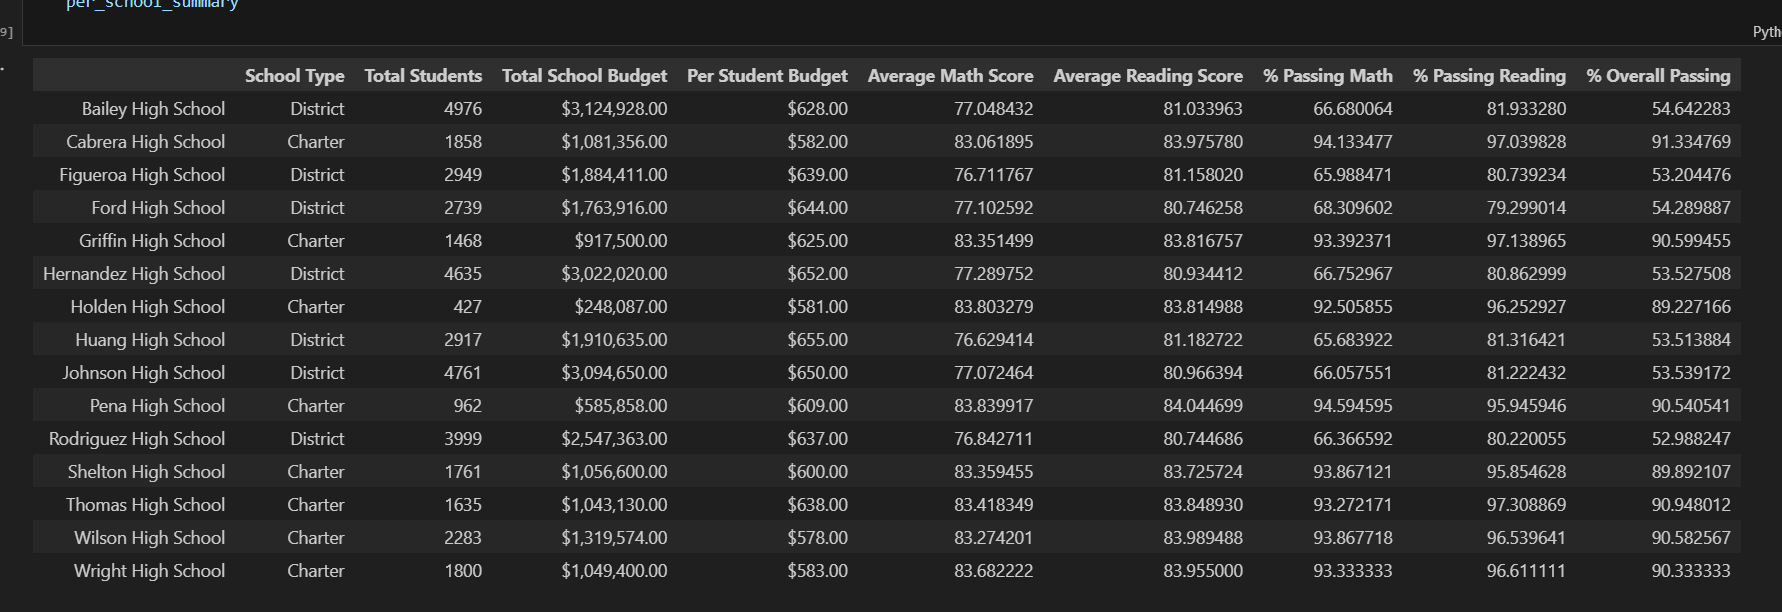 per_school_summary
9]
Pyth
School Type Total Students Total School Budget Per Student Budget Average Math Score Average Reading Score % Passing Math % Passing Reading % Overall Passing
Bailey High School District 4976 $3,124,928.00 $628.00 77.048432 81.033963 66.680064 81.933280 54.642283
Cabrera High School Charter 1858 $1,081,356.00 $582.00 83.061895 83.975780 94.133477 97.039828 91.334769
Figueroa High School District 2949 $1,884,411.00 $639.00 76.711767 81.158020 65.988471 80.739234 53.204476
Ford High School District 2739 $1,763,916.00 $644.00 77.102592 80.746258 68.309602 79.299014 54.289887
Griffin High School Charter 1468 $917,500.00 $625.00 83.351499 83.816757 93.392371 97.138965 90.599455
Hernandez High School District 4635 $3,022,020.00 $652.00 77.289752 80.934412 66.752967 80.862999 53.527508
Holden High School Charter 427 $248,087.00 $581.00 83.803279 83.814988 92.505855 96.252927 89.227166
Huang High School District 2917 $1,910,635.00 $655.00 76.629414 81.182722 65.683922 81.316421 53.513884
Johnson High School District 4761 $3,094,650.00 $650.00 77.072464 80.966394 66.057551 81.222432 53.539172
Pena High School Charter 962 $585,858.00 $609.00 83.839917 84.044699 94.594595 95.945946 90.540541
Rodriguez High School District 3999 $2,547,363.00 $637.00 76.842711 80.744686 66.366592 80.220055 52.988247
Shelton High School Charter 1761 $1,056,600.00 $600.00 83.359455 83.725724 93.867121 95.854628 89.892107
Thomas High School Charter 1635 $1,043,130.00 $638.00 83.418349 83.848930 93.272171 97.308869 90.948012
Wilson High School Charter 2283 $1,319,574.00 $578.00 83.274201 83.989488 93.867718 96.539641 90.582567
Wright High School Charter 1800 $1,049,400.00 $583.00 83.682222 83.955000 93.333333 96.611111 90.333333